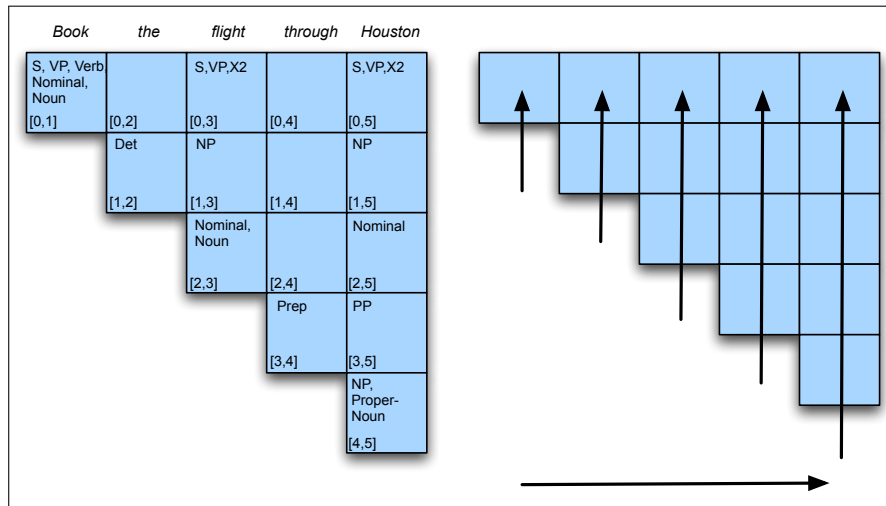 Book the flight through Houston
S, VP, Verb, S,VP,X2 S,VP,X2
Nominal,
Noun
[0,1] [0,2] [0,3] [0,4] [0,5]
Det NP NP
[1,2] [1,3] [1,4] [1,5]
Nominal, Nominal
Noun
[2,3] [2,4] [2,5]
Prep PP
[3,4] [3,5]
NP,
Proper-
Noun
[4,5]